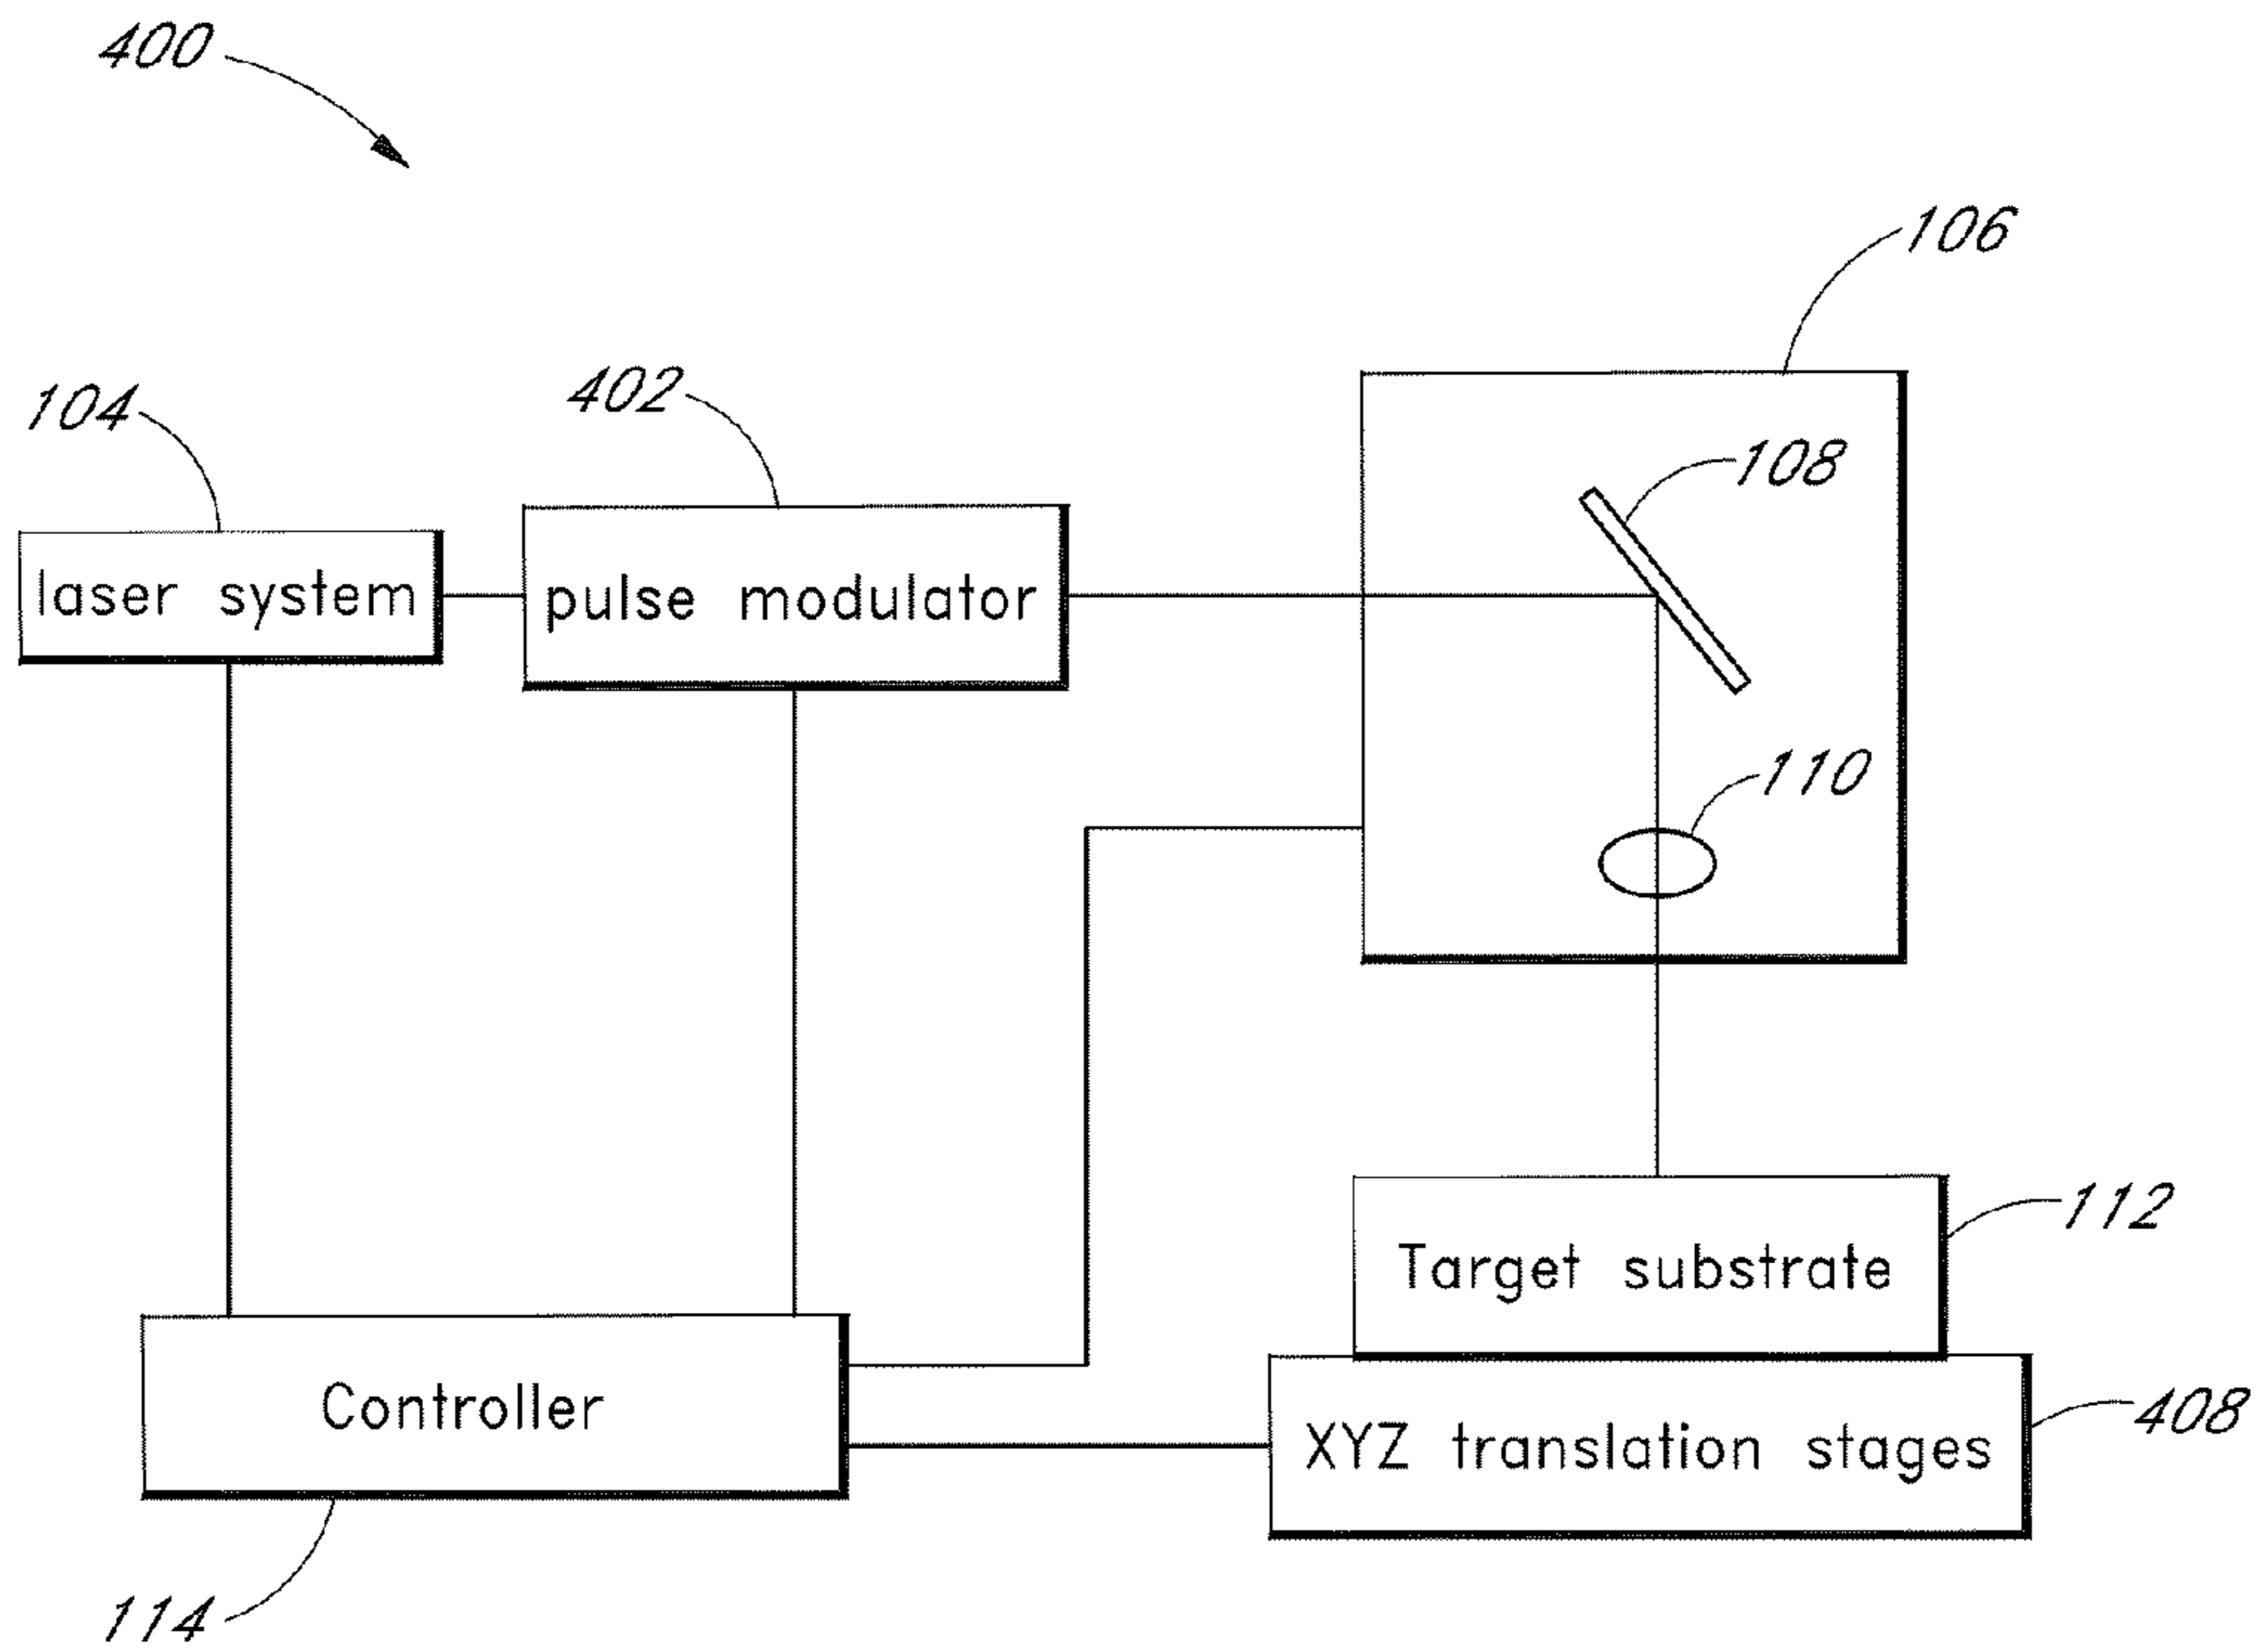 400
106
104
402
108
laser system
pulse modulator
110
112
Target substrate
Controller
408
XYZ translation stages
114